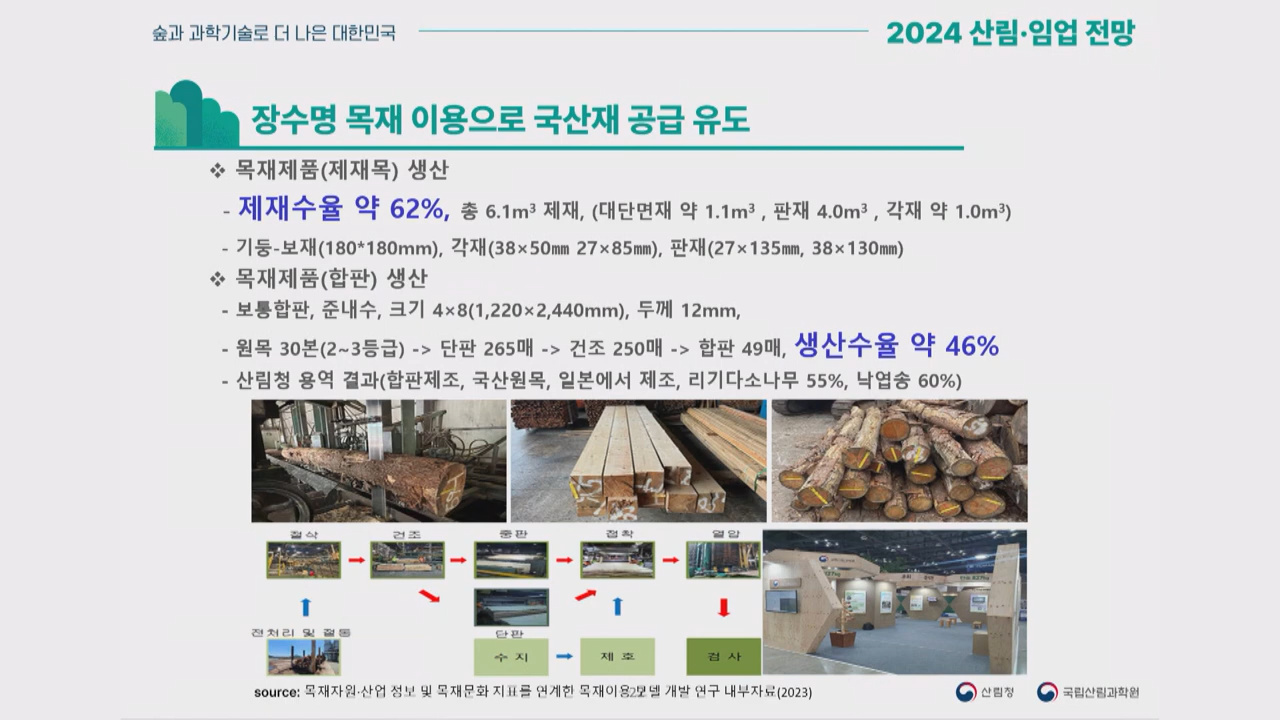 숲과 과학기술로 더 나은 대한민국
2024 산림·임업 전망
장수명 목재 이용으로 국산재 공급 유도
❖ 목재제품(제재목) 생산
- 제재수율 약 62%, 총 6.1m³ 제재, (대단면재 약 1.1m³ , 판재 4.0m³ , 각재 약 1.0m³)
- 기둥-보재(180*180mm), 각재(38×50㎜ 27×85㎜), 판재(27×135㎜, 38×130㎜)
❖ 목재제품(합판) 생산
- 보통합판, 준내수, 크기 4×8(1,220×2,440mm), 두께 12mm,
- 원목 30본(2~3등급) -> 단판 265매 -> 건조 250매 -> 합판 49매, 생산수율 약 46%
- 산림청 용역 결과(합판제조, 국산원목, 일본에서 제조, 리기다소나무 55%, 낙엽송 60%)
절삭 건조 중판 접착 열압
전처리 및 절동
단판
수지 제호 검사
source: 목재자원·산업 정보 및 목재문화 지표를 연계한 목재이용모델 개발 연구 내부자료(2023)
산림청 국립산림과학원